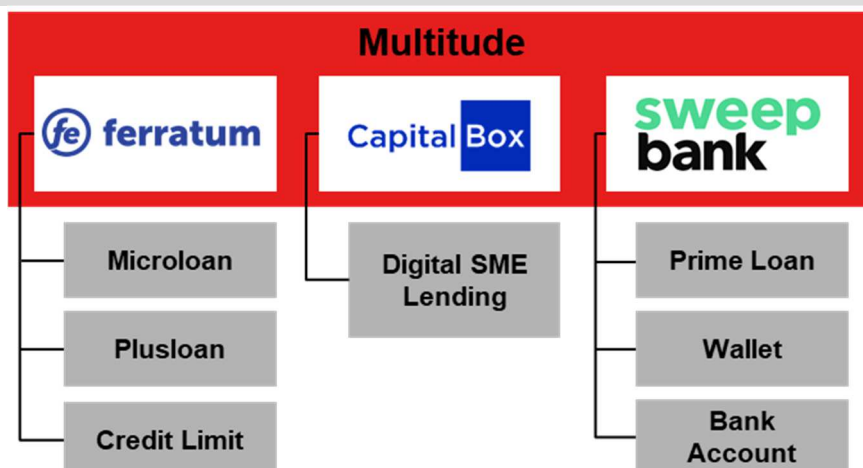 Multitude
fe ferratum
Capital Box
sweep
bank
Microloan
Plusloan
Credit Limit
Digital SME
Lending
Prime Loan
Wallet
Bank
Account